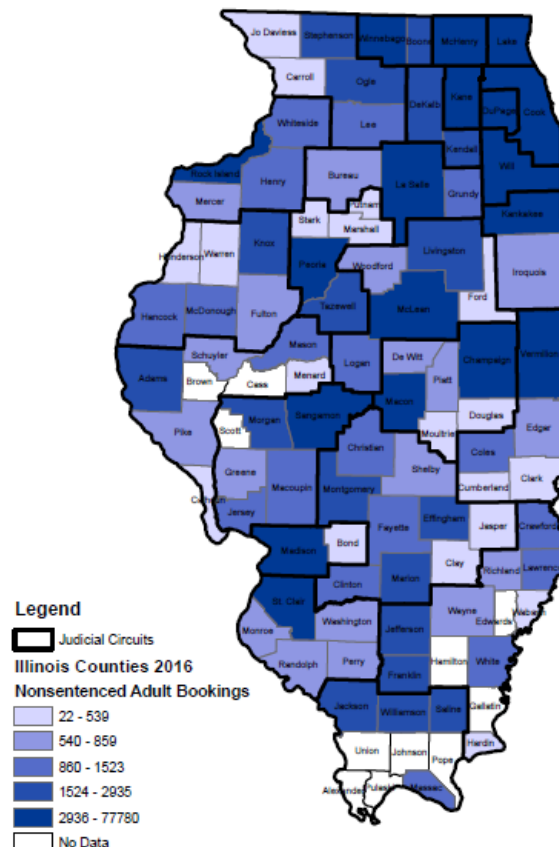 Jo Daviess
Stephenson
Winnebago
Boone
McHenry
Lake
Carroll
Ogle
DeKalb
Kane
DuPage
Cook
Whiteside
Lee
Kendall
Will
Rock Island
Henry
Bureau
La Salle
Grundy
Mercer
Putnam
Kankakee
Stark
Marshall
Henderson
Warren
Knox
Peoria
Woodford
Livingston
Iroquois
Ford
Hancock
McDonough
Fulton
Tazewell
McLean
Mason
Schuyler
Logan
De Witt
Champaign
Vermilion
Adams
Brown
Cass
Menard
Piatt
Macon
Douglas
Scott
Morgan
Sangamon
Moultrie
Edgar
Pike
Christian
Coles
Greene
Shelby
Clark
Calhoun
Macoupin
Montgomery
Cumberland
Jersey
Fayette
Effingham
Jasper
Crawford
Madison
Bond
Clay
Richland
Lawrence
Clinton
Marion
St. Clair
Wayne
Edwards
Wabash
Monroe
Washington
Jefferson
Randolph
Perry
Hamilton
White
Franklin
Jackson
Williamson
Saline
Gallatin
Union
Johnson
Pope
Hardin
Alexander
Pulaski
Massac
Legend
Judicial Circuits
Illinois Counties 2016
Nonsentenced Adult Bookings
22 - 539
540 - 859
860 - 1523
1524 - 2935
2936 - 77780
No Data